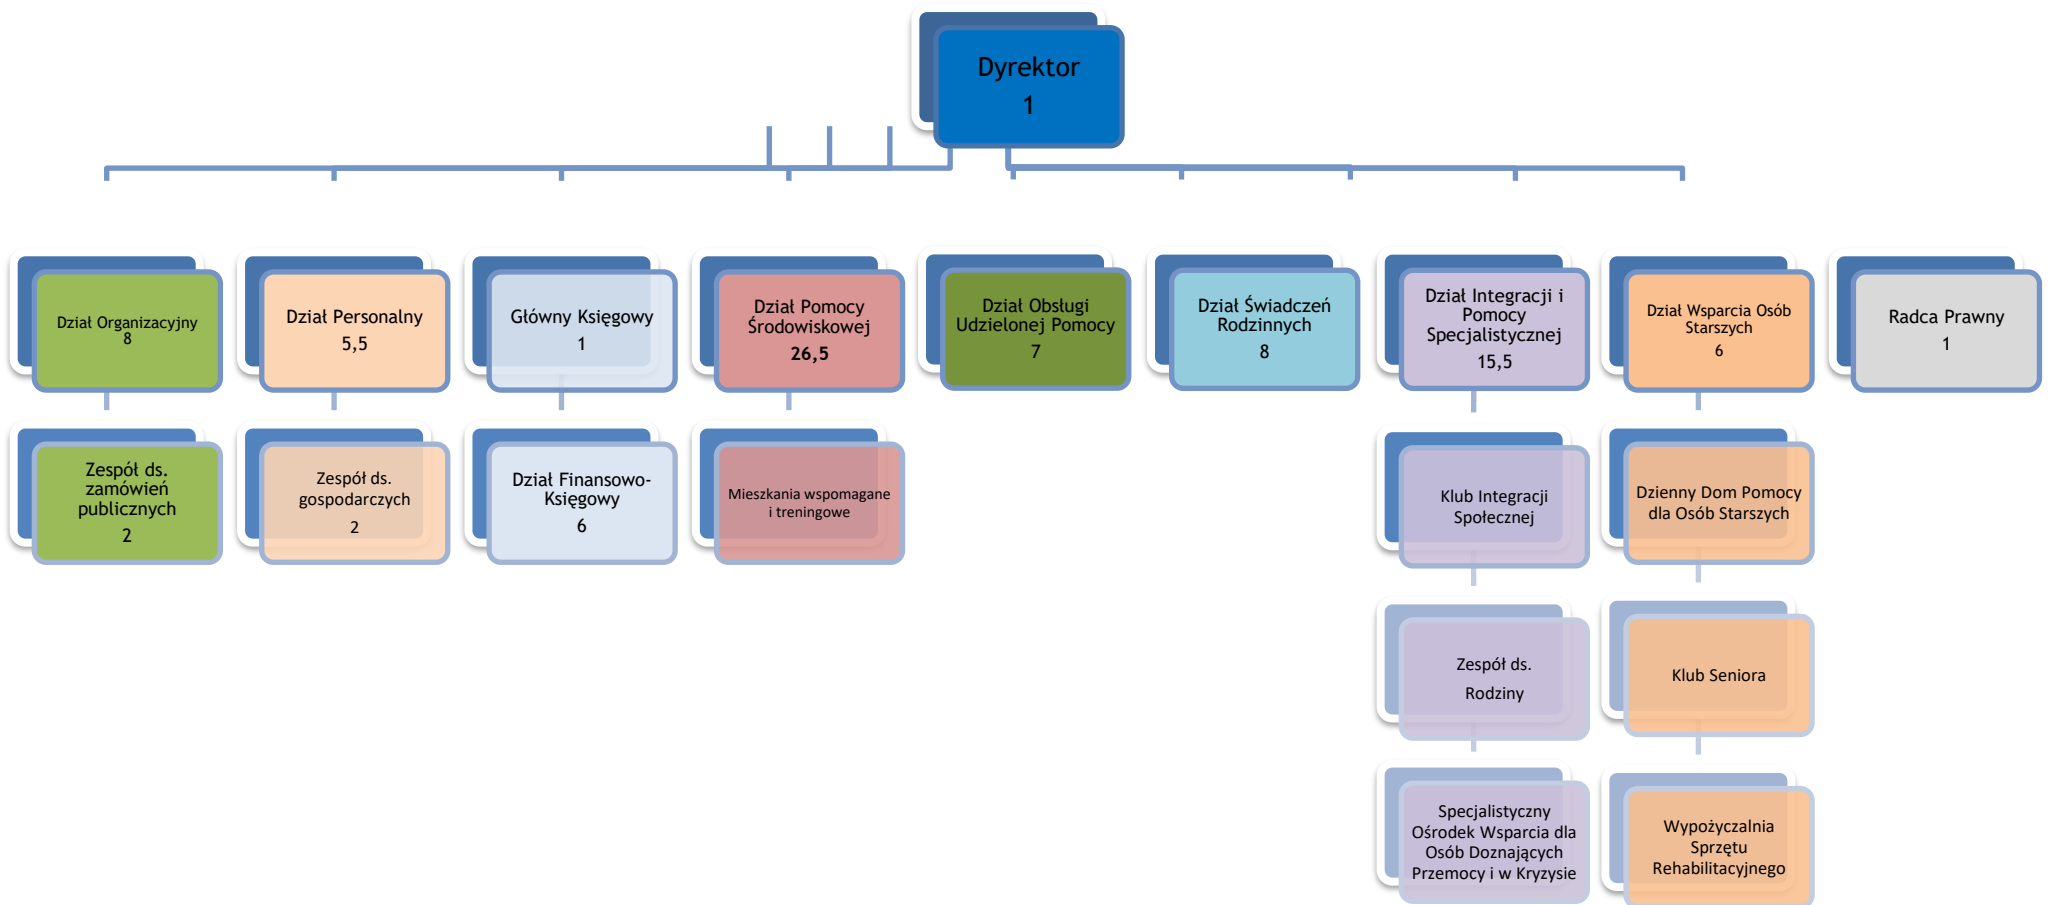 Dyrektor
1
Dział Organizacyjny
8
Dział Personalny
5,5
Główny Księgowy
1
Dział Pomocy
Środowiskowej
26,5
Dział Obsługi
Udzielonej Pomocy
7
Dział Świadczeń
Rodzinnych
8
Dział Integracji i
Pomocy
Specjalistycznej
15,5
Dział Wsparcia Osób
Starszych
6
Radca Prawny
1
Zespół ds.
zamówień
publicznych
2
Zespół ds.
gospodarczych
2
Dział Finansowo-
Księgowy
6
Mieszkania wspomagane
i treningowe
Klub Integracji
Społecznej
Dzienny Dom Pomocy
dla Osób Starszych
Zespół ds.
Rodziny
Klub Seniora
Specjalistyczny
Ośrodek Wsparcia dla
Osób Doznających
Przemocy i w Kryzysie
Wypożyczalnia
Sprzętu
Rehabilitacyjnego